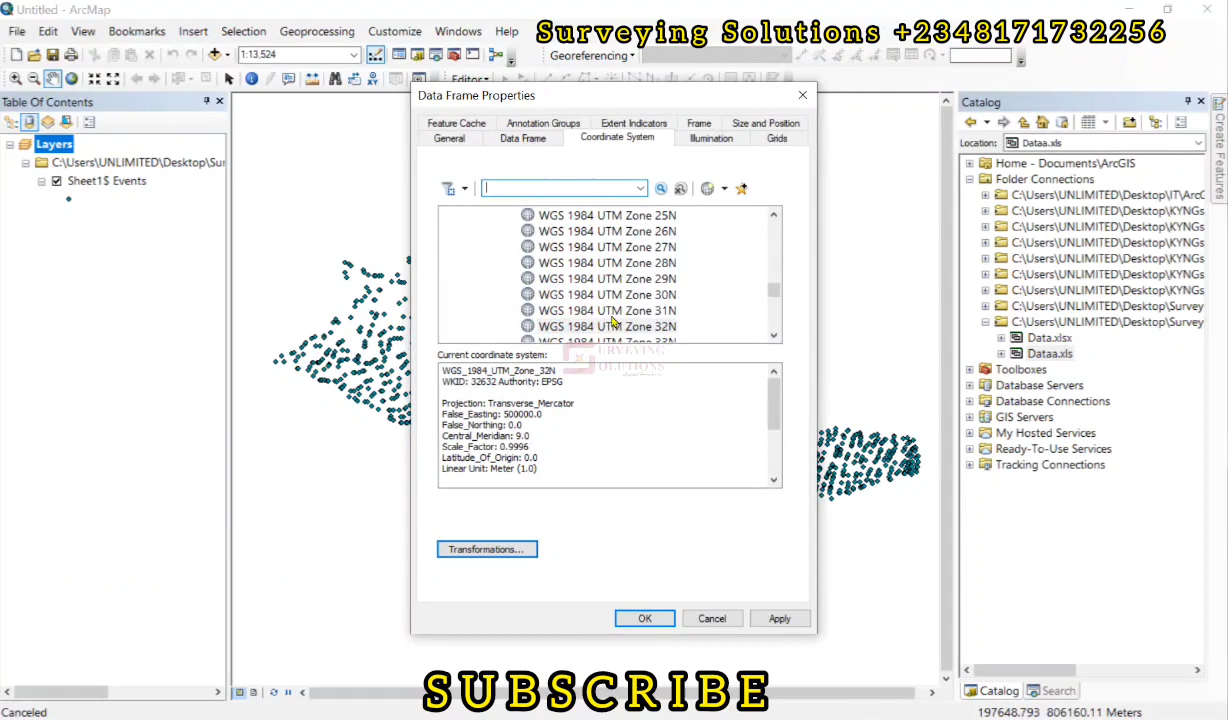 Untitled - ArcMap
File Edit View Bookmarks Insert Selection Geoprocessing Customize Windows Help
Surveying Solutions +2348171732256
1:13,524
Georeferencing
Editor
Table Of Contents
Layers
C:\Users\UNLIMITED\Desktop\Sur
Sheet1$ Events
Data Frame Properties
Feature Cache Annotation Groups Extent Indicators Frame Size and Position
General Data Frame Coordinate System Illumination Grids
WGS 1984 UTM Zone 25N
WGS 1984 UTM Zone 26N
WGS 1984 UTM Zone 27N
WGS 1984 UTM Zone 28N
WGS 1984 UTM Zone 29N
WGS 1984 UTM Zone 30N
WGS 1984 UTM Zone 31N
WGS 1984 UTM Zone 32N
WGS 1984 UTM Zone 33N
URVEYING
OLUTIONS
Current coordinate system:
WGS_1984_UTM_Zone_32N
WKID: 32632 Authority: EPSG
Projection: Transverse_Mercator
False_Easting: 500000.0
False_Northing: 0.0
Central_Meridian: 9.0
Scale_Factor: 0.9996
Latitude_Of_Origin: 0.0
Linear Unit: Meter (1.0)
Transformations...
OK Cancel Apply
Catalog
Location: Dataa.xls
Home - Documents\ArcGIS
Folder Connections
C:\Users\UNLIMITED\Desktop\IT\ArcG
C:\Users\UNLIMITED\Desktop\KYNGs
C:\Users\UNLIMITED\Desktop\KYNGs
C:\Users\UNLIMITED\Desktop\KYNGs
C:\Users\UNLIMITED\Desktop\KYNGs
C:\Users\UNLIMITED\Desktop\KYNGs
C:\Users\UNLIMITED\Desktop\KYNGs
C:\Users\UNLIMITED\Desktop\Survey
C:\Users\UNLIMITED\Desktop\Survey
Data.xlsx
Dataa.xls
Toolboxes
Database Servers
Database Connections
GIS Servers
My Hosted Services
Ready-To-Use Services
Tracking Connections
Create Features
Catalog Search
SUBSCRIBE
Canceled
197648.793 806160.11 Meters